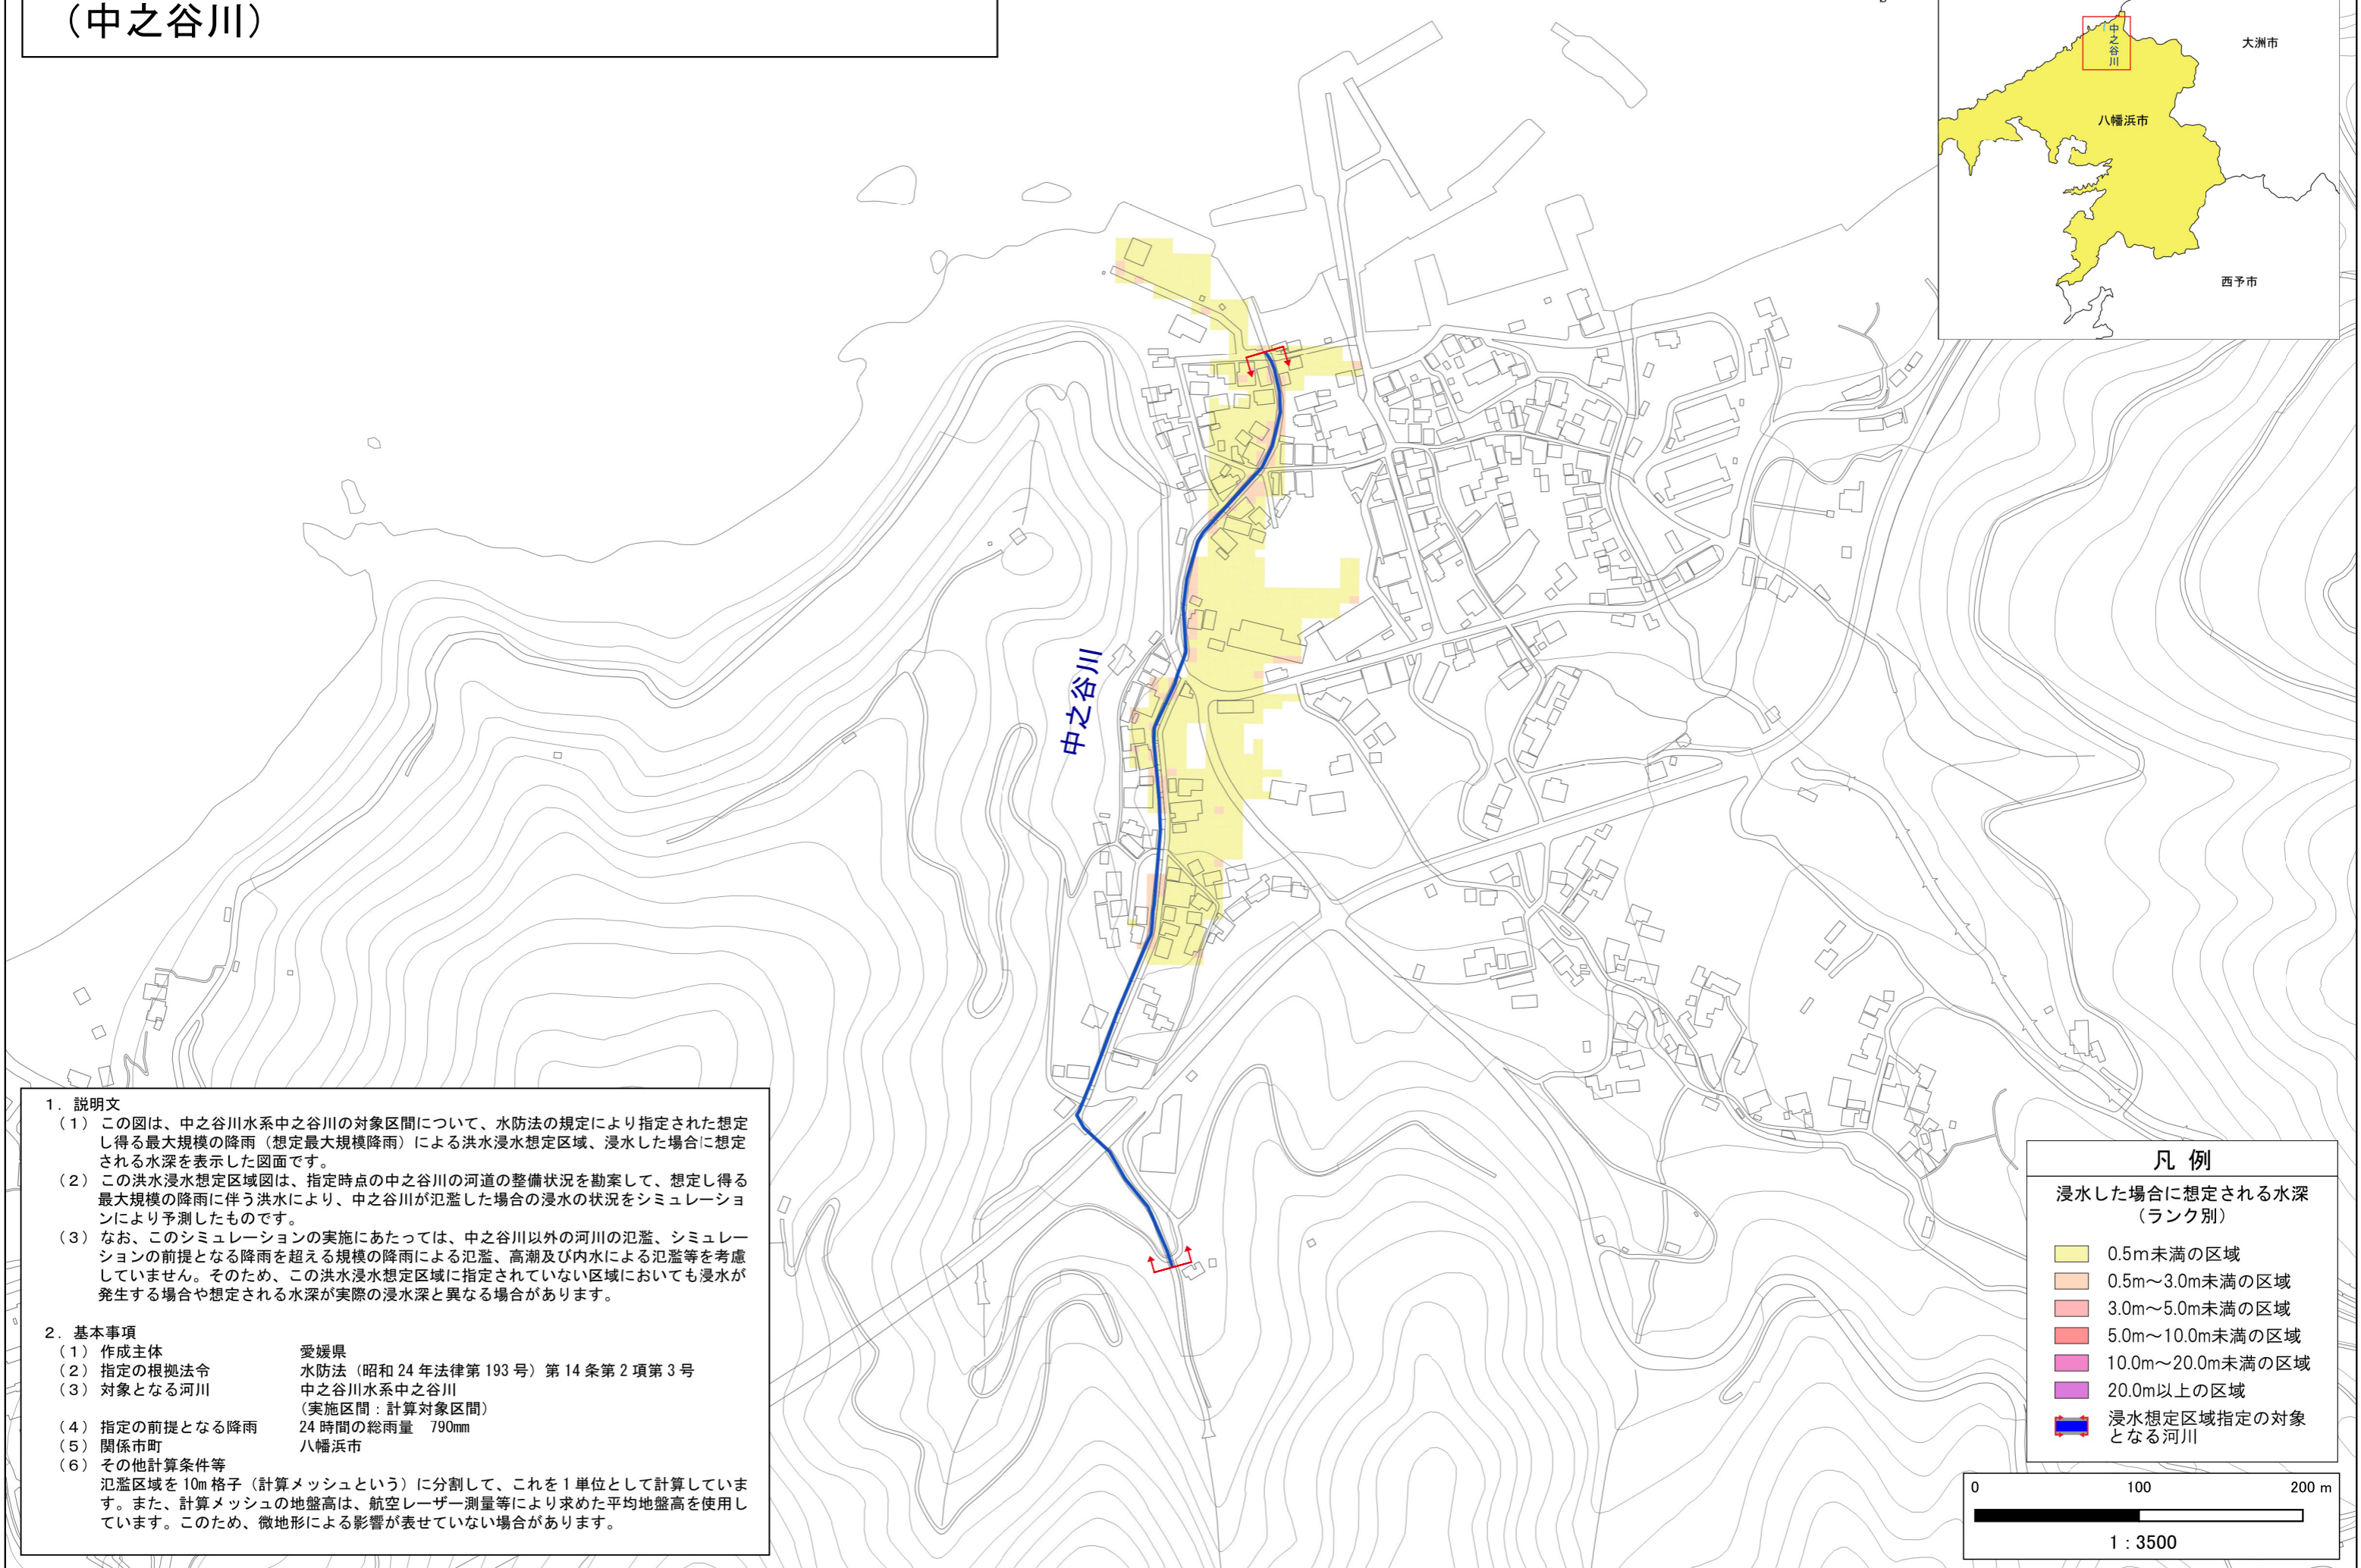 （中之谷川）
中之谷川
大洲市
八幡浜市
西予市
中之谷川
1．説明文
（1）この図は、中之谷川水系中之谷川の対象区間について、水防法の規定により指定された想定
し得る最大規模の降雨（想定最大規模降雨）による洪水浸水想定区域、浸水した場合に想定
される水深を表示した図面です。
（2）この洪水浸水想定区域図は、指定時点の中之谷川の河道の整備状況を勘案して、想定し得る
最大規模の降雨に伴う洪水により、中之谷川が氾濫した場合の浸水の状況をシミュレーショ
ンにより予測したものです。
（3）なお、このシミュレーションの実施にあたっては、中之谷川以外の河川の氾濫、シミュレー
ションの前提となる降雨を超える規模の降雨による氾濫、高潮及び内水による氾濫等を考慮
していません。そのため、この洪水浸水想定区域に指定されていない区域においても浸水が
発生する場合や想定される水深が実際の浸水深と異なる場合があります。
2．基本事項
（1）作成主体　愛媛県
（2）指定の根拠法令　水防法（昭和24年法律第193号）第14条第2項第3号
（3）対象となる河川　中之谷川水系中之谷川
（実施区間：計算対象区間）
（4）指定の前提となる降雨　24時間の総雨量　790mm
（5）関係市町　八幡浜市
（6）その他計算条件等
氾濫区域を10m格子（計算メッシュという）に分割して、これを1単位として計算していま
す。また、計算メッシュの地盤高は、航空レーザー測量等により求めた平均地盤高を使用し
ています。このため、微地形による影響が表せていない場合があります。
凡 例
浸水した場合に想定される水深
（ランク別）
0.5m未満の区域
0.5m～3.0m未満の区域
3.0m～5.0m未満の区域
5.0m～10.0m未満の区域
10.0m～20.0m未満の区域
20.0m以上の区域
浸水想定区域指定の対象
となる河川
0 100 200 m
1：3500